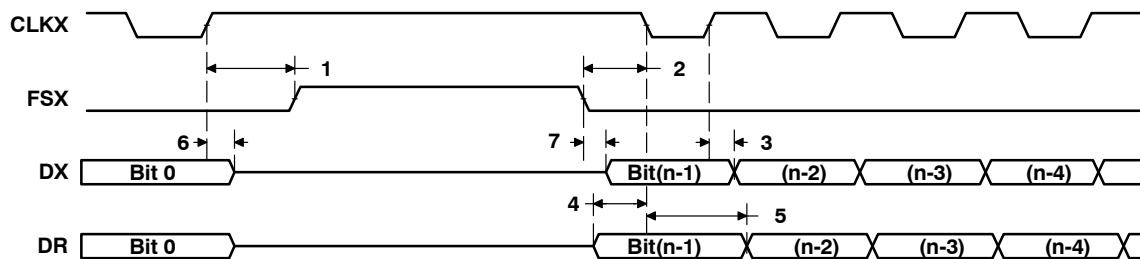 CLKX
1 2
FSX
6 7 3
DX Bit 0 Bit(n-1) (n-2) (n-3) (n-4)
4 5
DR Bit 0 Bit(n-1) (n-2) (n-3) (n-4)